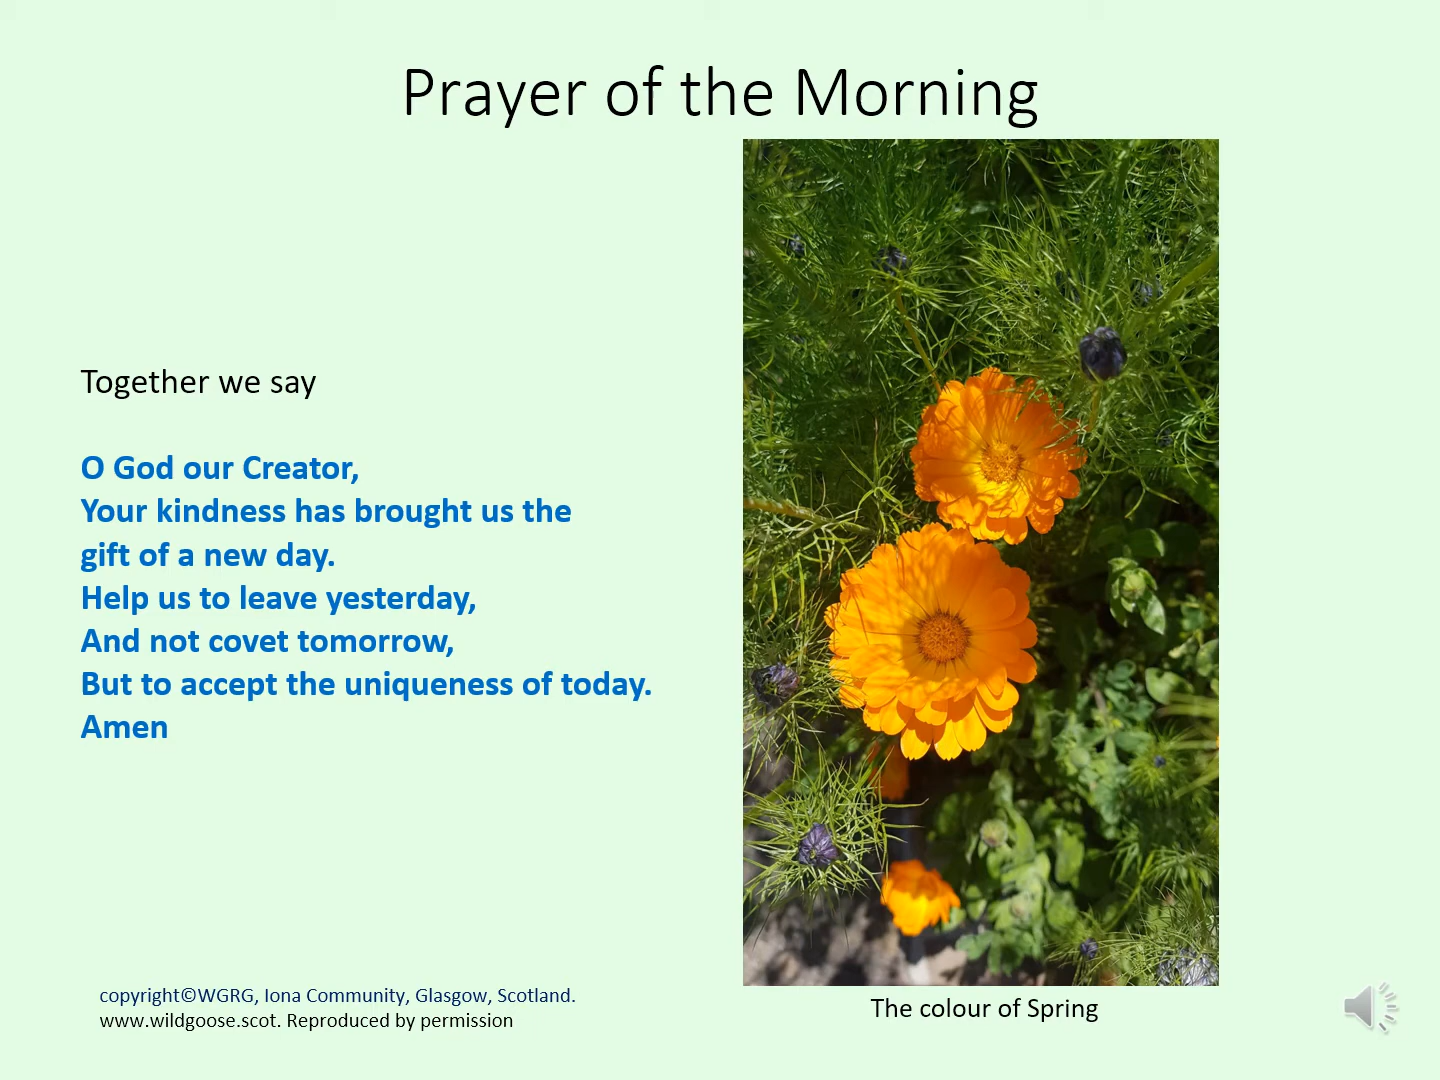 Prayer of the Morning
Together we say
O God our Creator,
Your kindness has brought us the
gift of a new day.
Help us to leave yesterday,
And not covet tomorrow,
But to accept the uniqueness of today.
Amen
copyright©WGRG, Iona Community, Glasgow, Scotland.
www.wildgoose.scot. Reproduced by permission
The colour of Spring